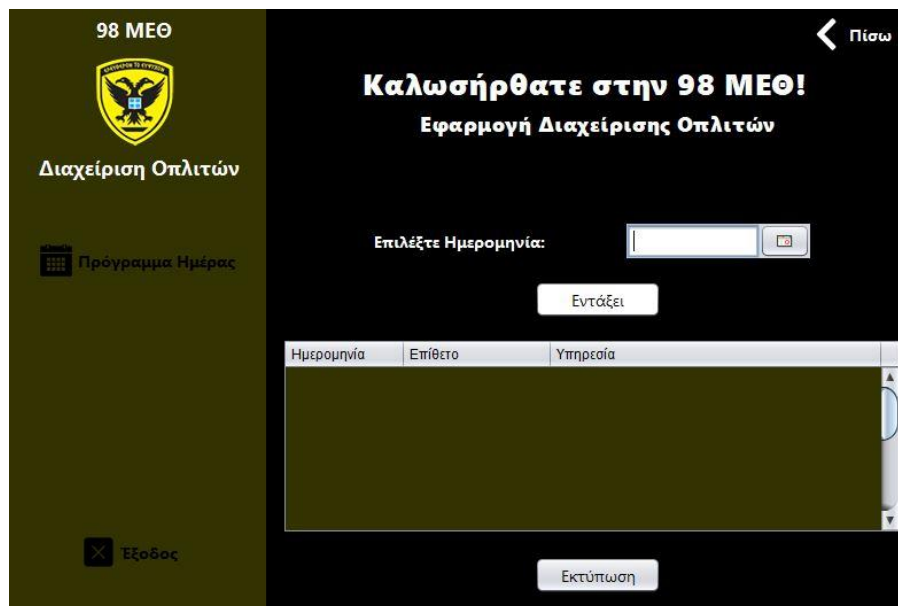 98 ΜΕΘ
Διαχείριση Οπλιτών
Πρόγραμμα Ημέρας
Έξοδος
Πίσω
Καλωσήρθατε στην 98 ΜΕΘ!
Εφαρμογή Διαχείρισης Οπλιτών
Επιλέξτε Ημερομηνία:
Εντάξει
Ημερομηνία Επίθετο Υπηρεσία
Εκτύπωση